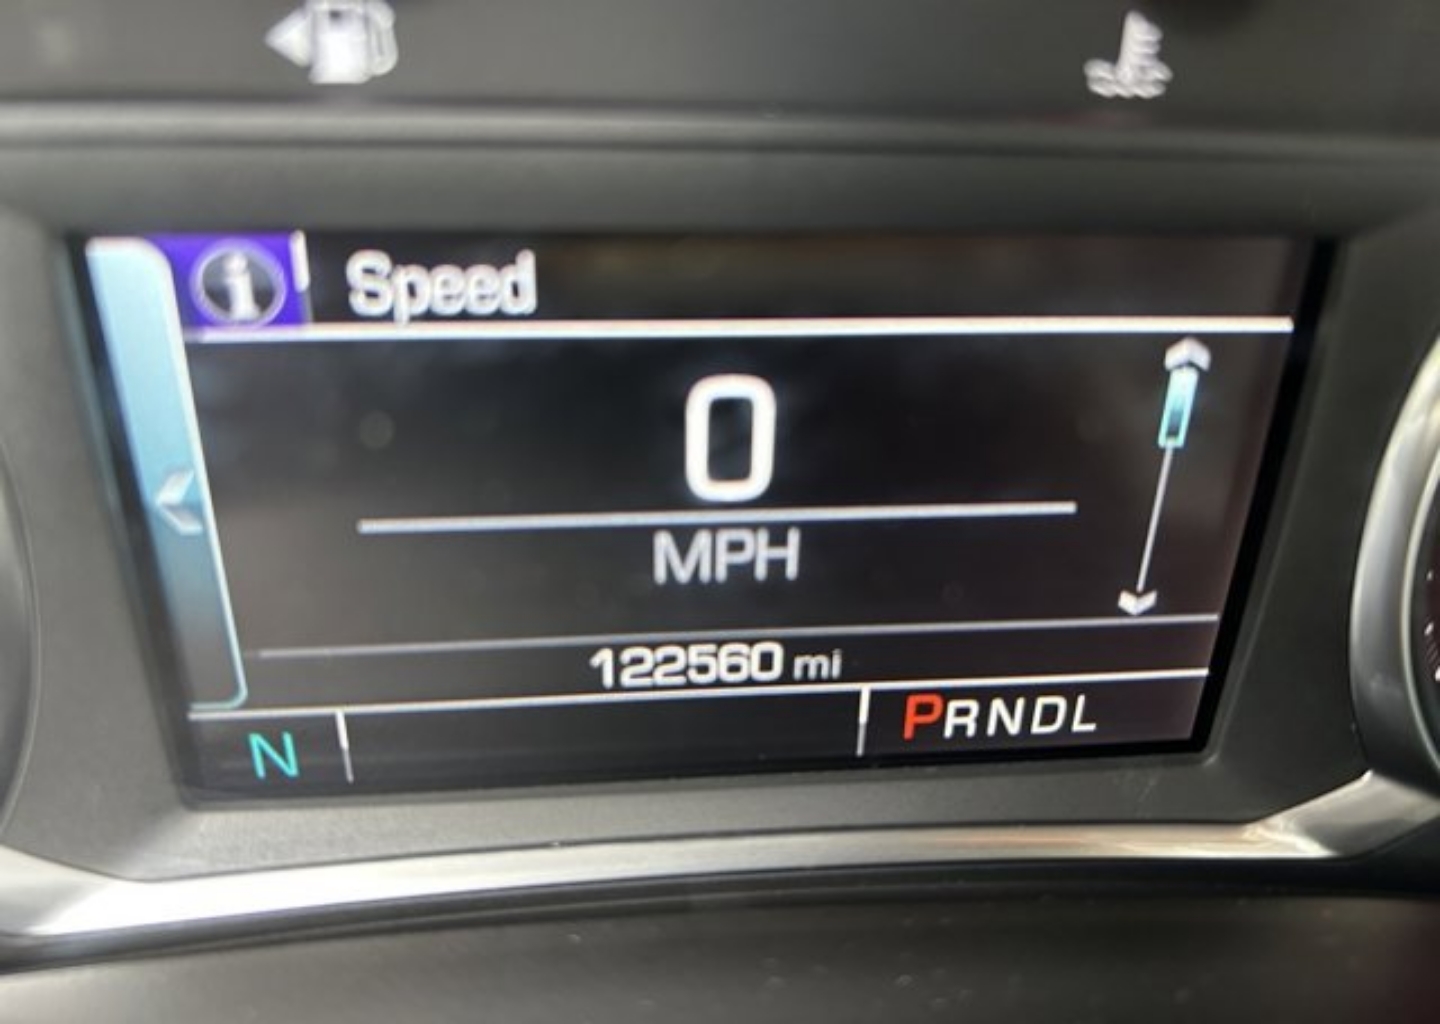 i Speed
0
MPH
122560 mi
N PRNDL